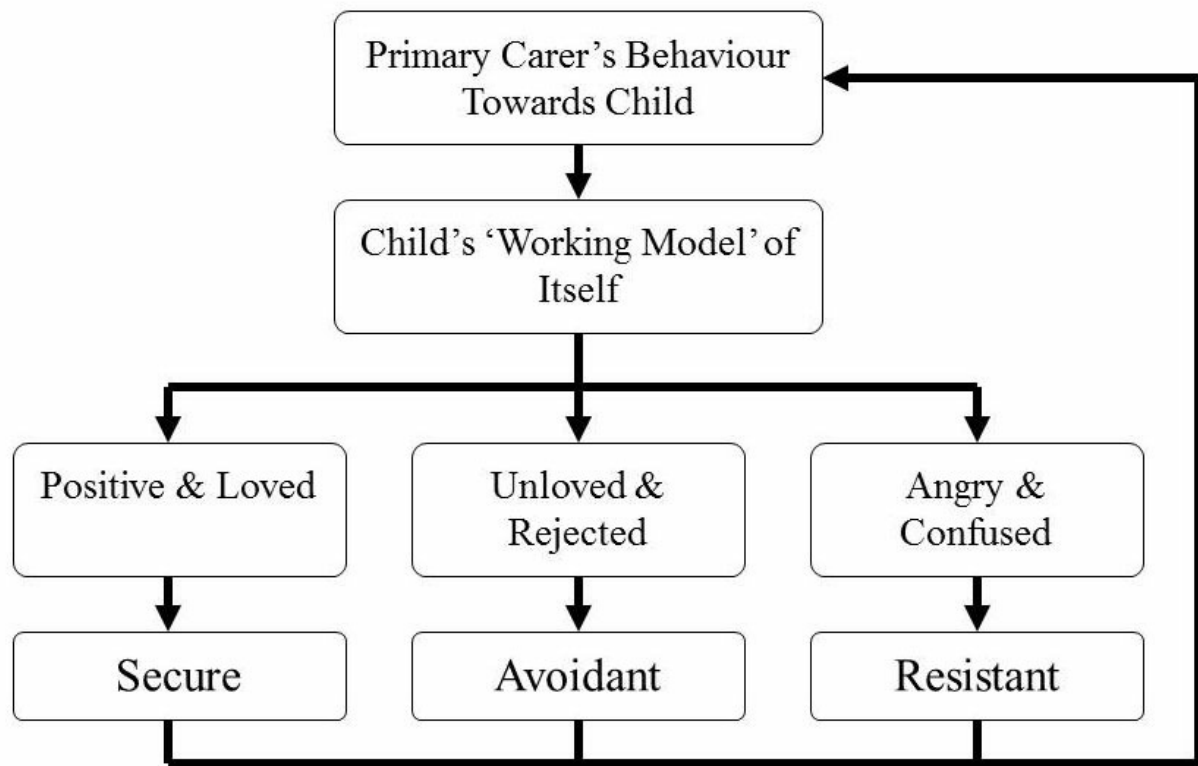 Primary Carer’s Behaviour
Towards Child
Child’s ‘Working Model’ of
Itself
Positive & Loved
Unloved &
Rejected
Angry &
Confused
Secure
Avoidant
Resistant